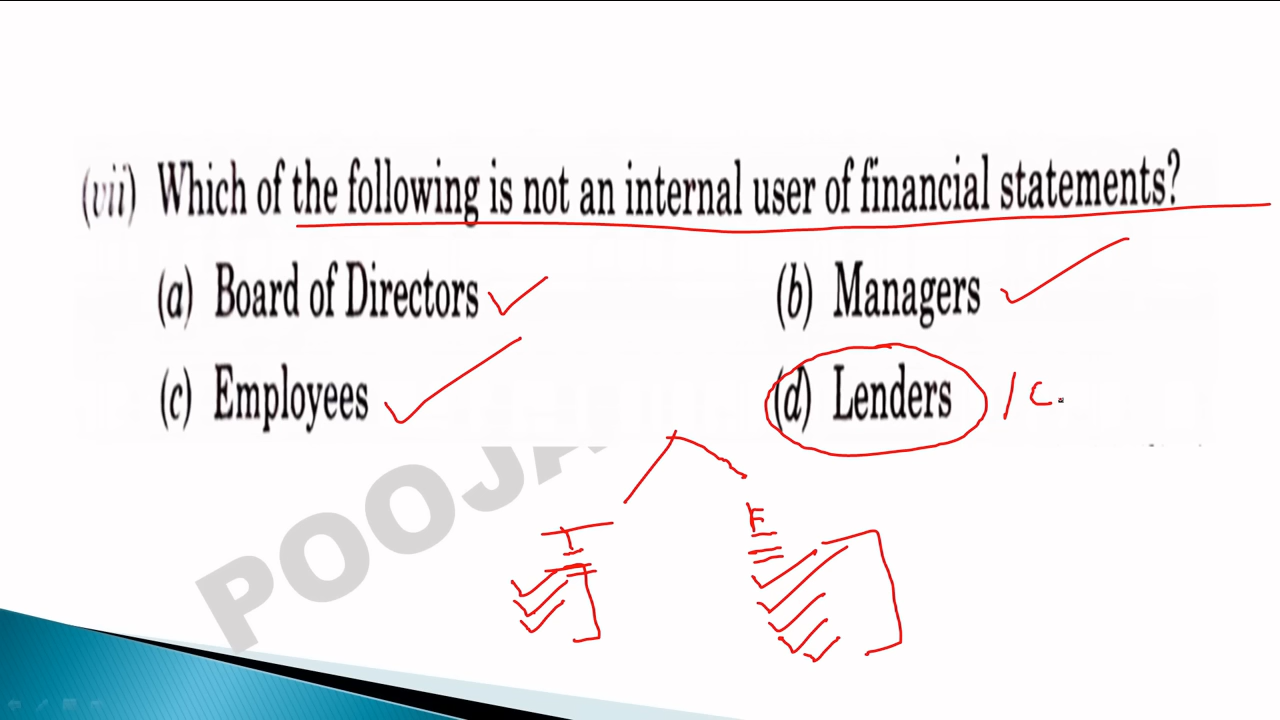 (vii) Which of the following is not an internal user of financial statements?
(a) Board of Directors (b) Managers
(c) Employees (d) Lenders / C.
POOJA
I E